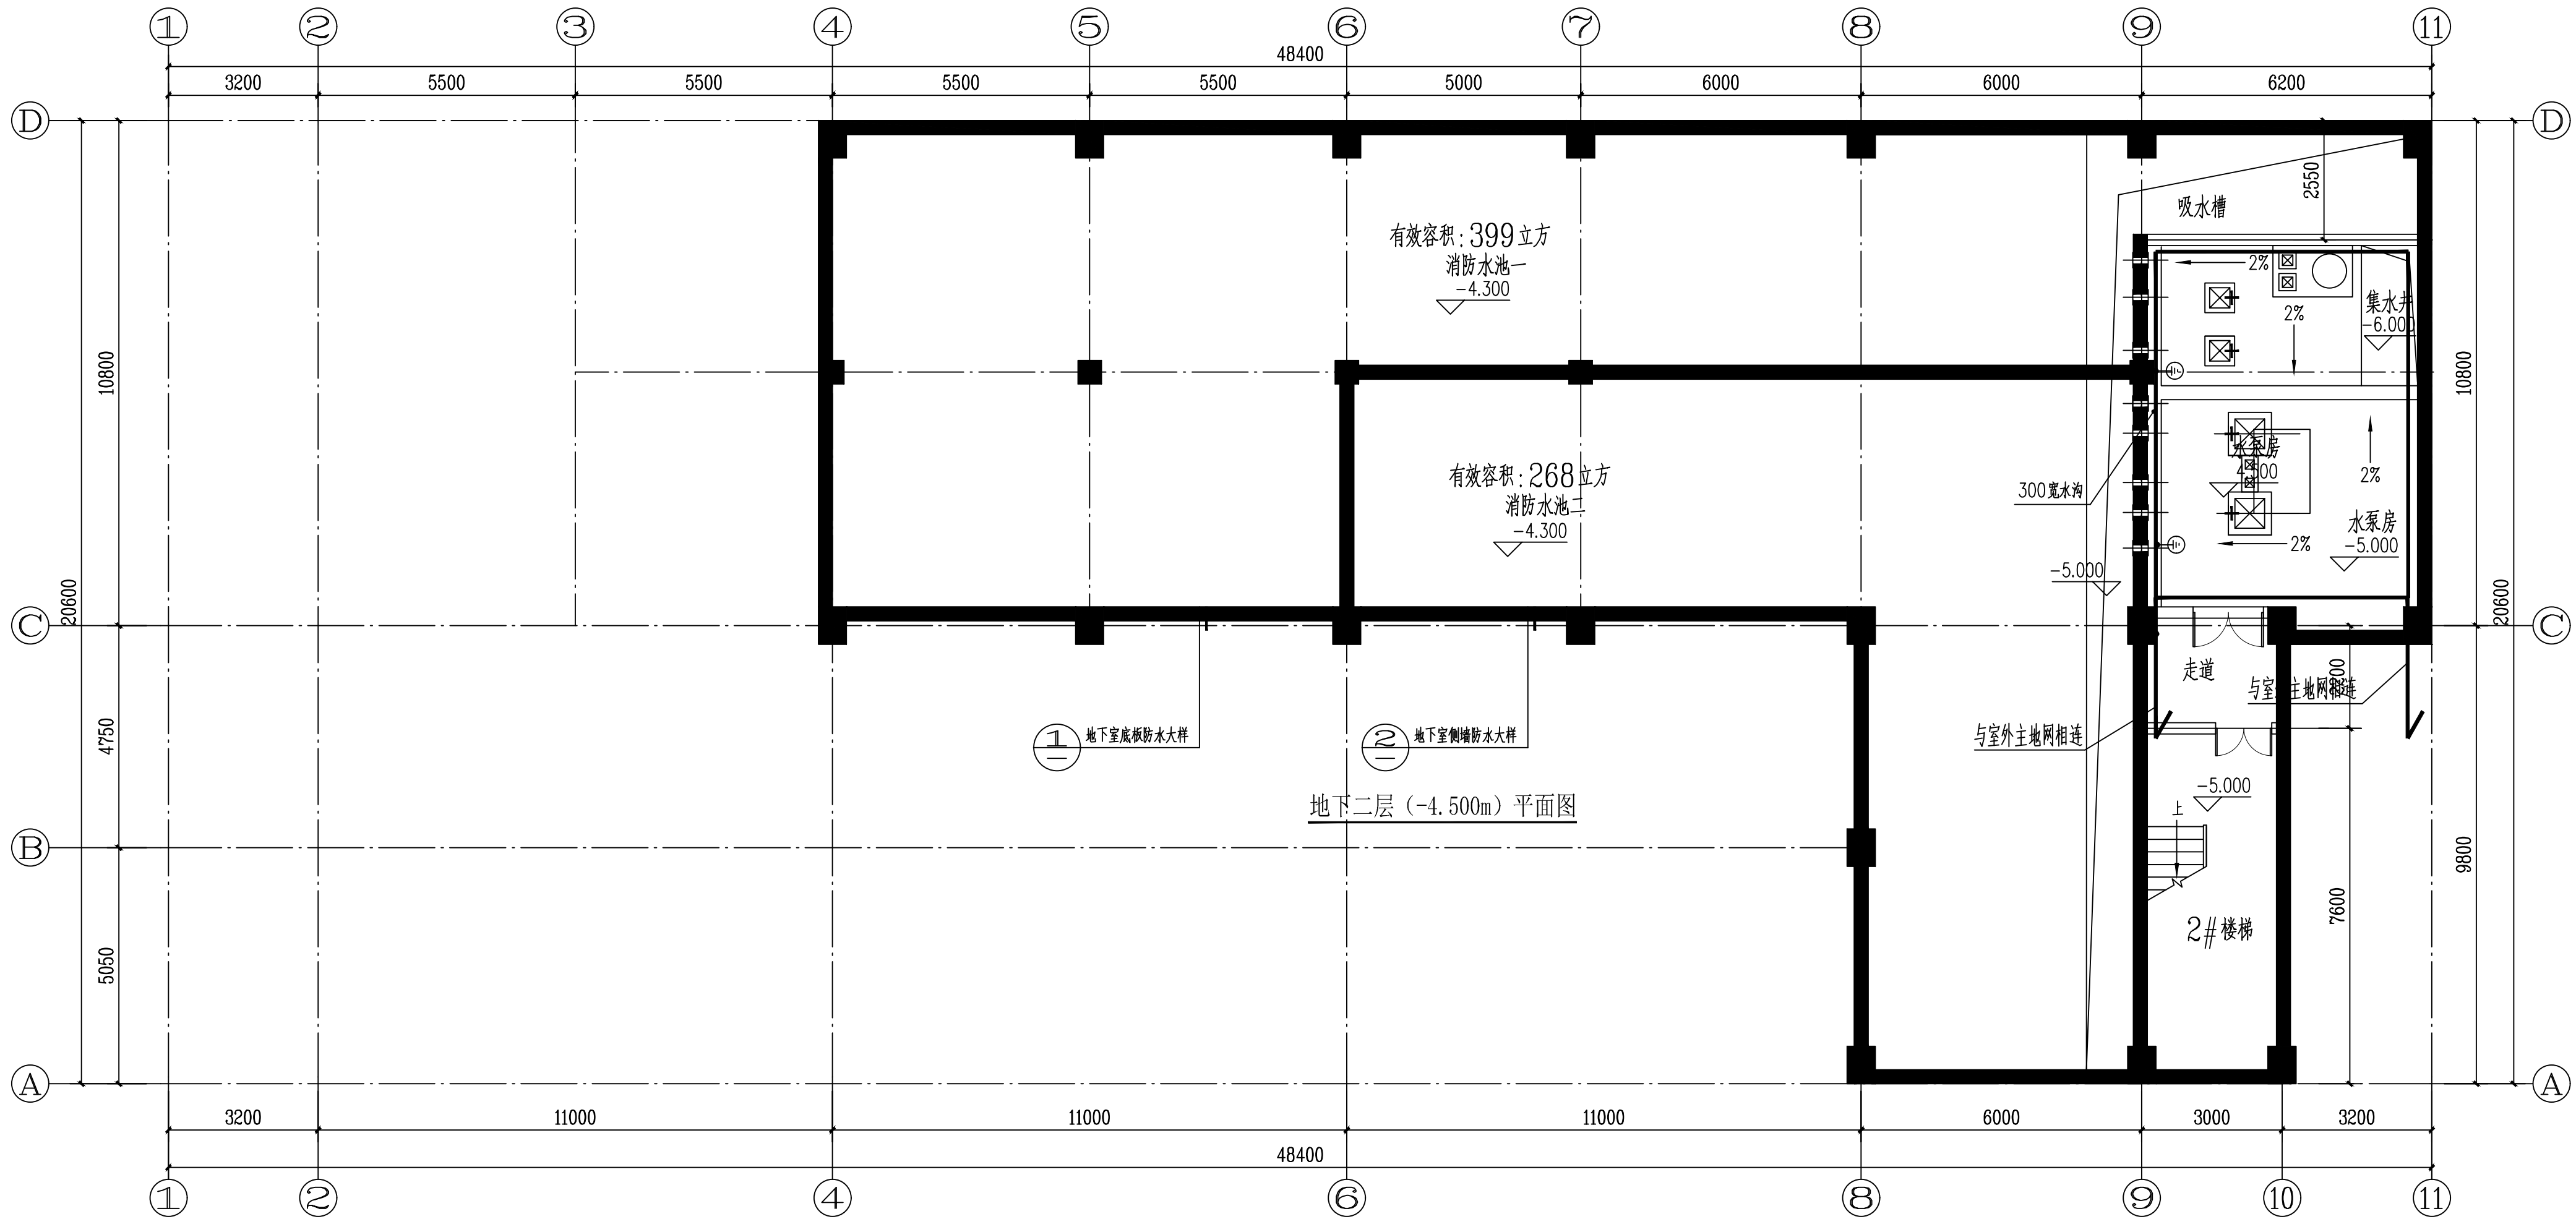 1 2 3 4 5 6 7 8 9 11
48400
3200 5500 5500 5500 5500 5000 6000 6000 6200
D D
2550
吸水槽
有效容积:399立方
消防水池一
-4.300
2%
2%
集水井
-6.000
10800 10800
有效容积:268立方
消防水池二
-4.300
水泵房
300宽水沟
2%
水泵房
-5.000
2%
-5.000
20600 20600
C C
走道
与室外主地网相连
与室外主地网相连
4750
1 地下室底板防水大样
2 地下室侧墙防水大样
-5.000
上
地下二层（-4.500m）平面图
B
9800
7600
2#楼梯
5050
A A
3200 11000 11000 11000 6000 3000 3200
48400
1 2 4 6 8 9 10 11